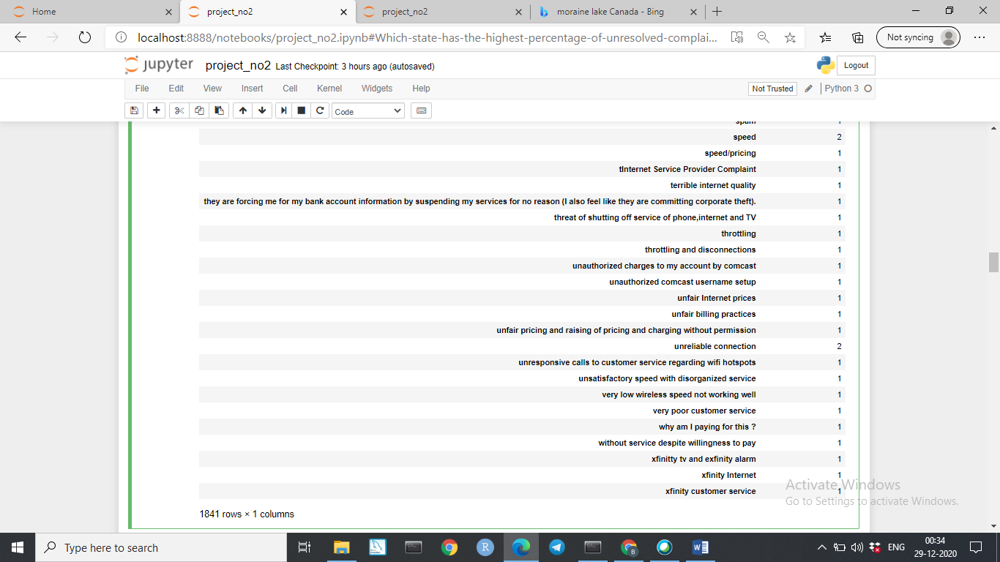 Home
project_no2
project_no2
moraine lake Canada - Bing
localhost:8888/notebooks/project_no2.ipynb#Which-state-has-the-highest-percentage-of-unresolved-complai...
Not syncing
jupyter project_no2 Last Checkpoint: 3 hours ago (autosaved)
Logout
File Edit View Insert Cell Kernel Widgets Help
Not Trusted
Python 3
Code
spam 1
speed 2
speed/pricing 1
tInternet Service Provider Complaint 1
terrible internet quality 1
they are forcing me for my bank account information by suspending my services for no reason (I also feel like they are committing corporate theft). 1
threat of shutting off service of phone,internet and TV 1
throttling 1
throttling and disconnections 1
unauthorized charges to my account by comcast 1
unauthorized comcast username setup 1
unfair Internet prices 1
unfair billing practices 1
unfair pricing and raising of pricing and charging without permission 1
unreliable connection 2
unresponsive calls to customer service regarding wifi hotspots 1
unsatisfactory speed with disorganized service 1
very low wireless speed not working well 1
very poor customer service 1
why am I paying for this ? 1
without service despite willingness to pay 1
xfinitty tv and exfinity alarm 1
xfinity Internet 1
xfinity customer service 1
1841 rows × 1 columns
Activate Windows
Go to Settings to activate Windows.
Type here to search
R
B
W
ENG
00:34
29-12-2020